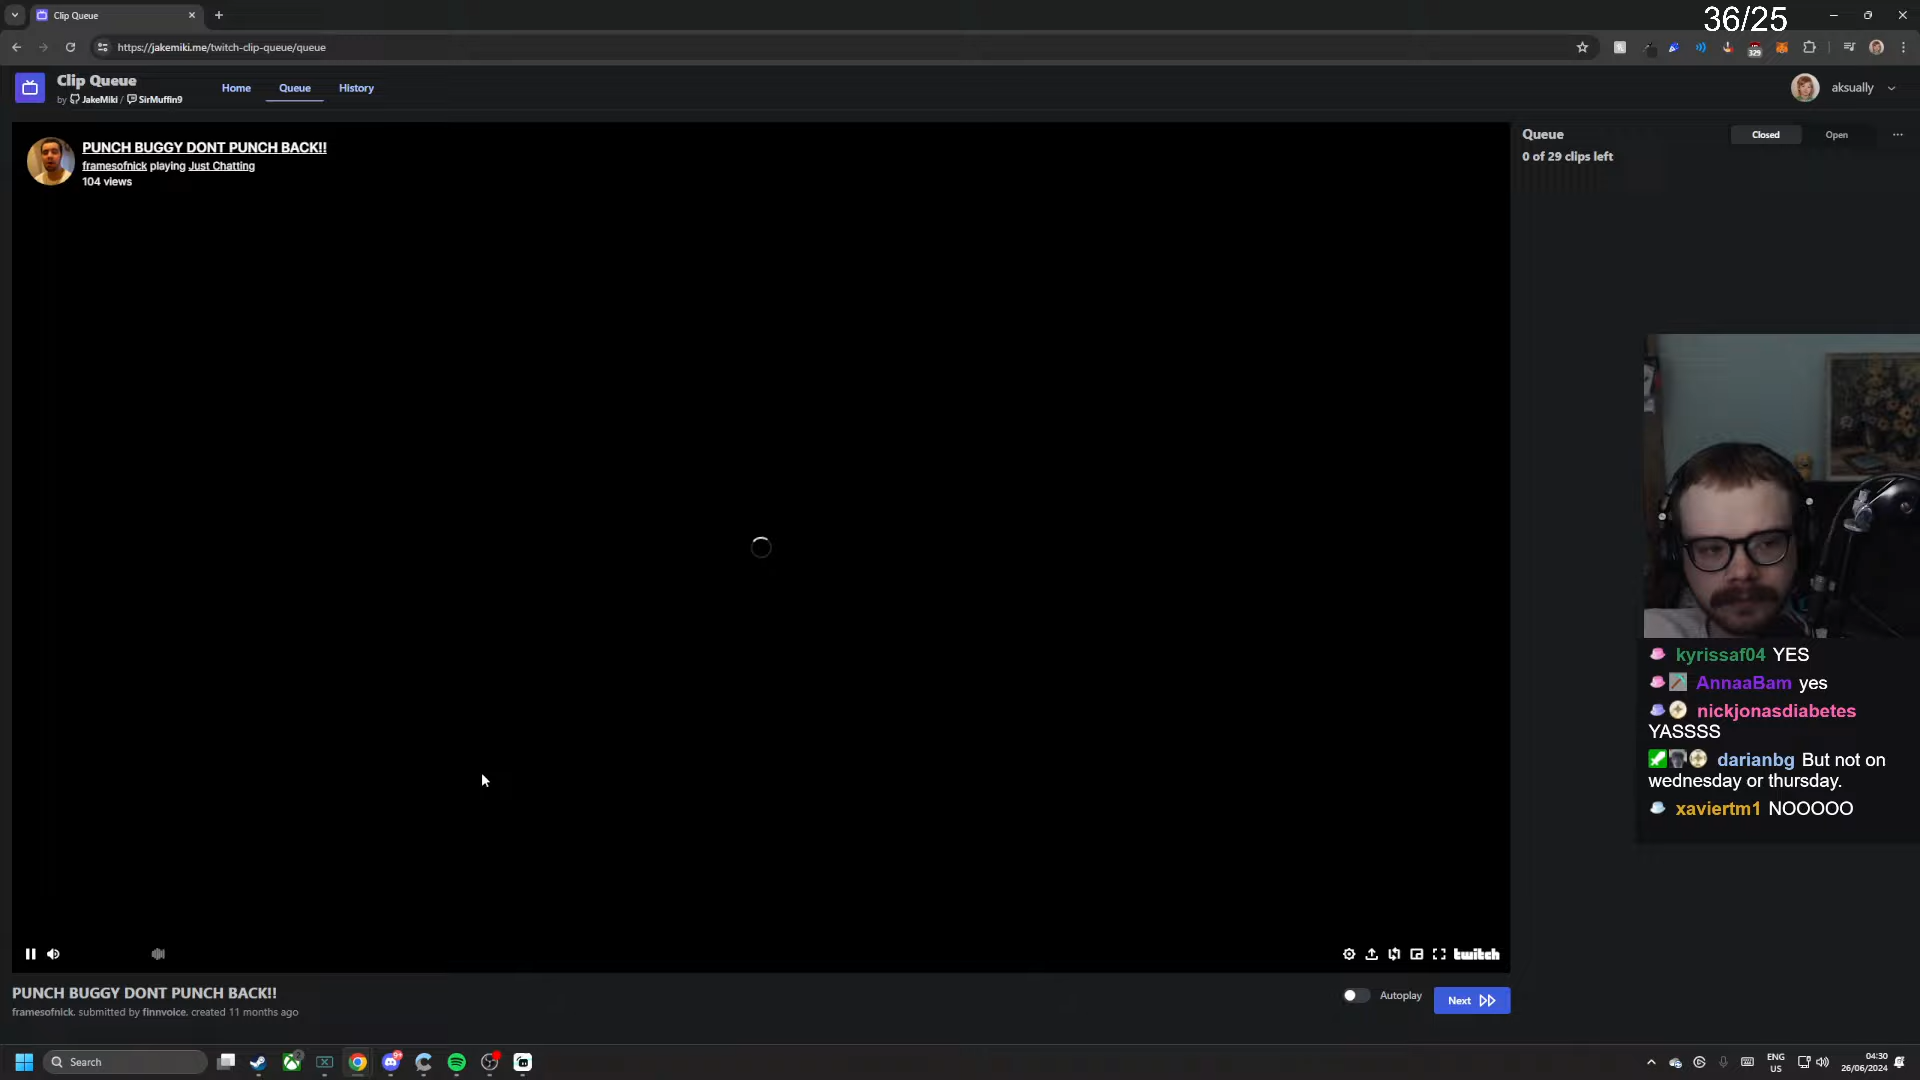 Clip Queue
36/25
https://jakemiki.me/twitch-clip-queue/queue
329
Clip Queue
by JakeMiki / SirMuffin9
Home
Queue
History
aksually
PUNCH BUGGY DONT PUNCH BACK!!
framesofnick playing Just Chatting
104 views
Queue
Closed
Open
0 of 29 clips left
kyrissaf04 YES
AnnaaBam yes
nickjonasdiabetes
YASSSS
darianbg But not on
wednesday or thursday.
xaviertm1 NOOOOO
twitch
PUNCH BUGGY DONT PUNCH BACK!!
framesofnick. submitted by finnvoice. created 11 months ago
Autoplay
Next
Search
ENG
US
04:30
26/06/2024